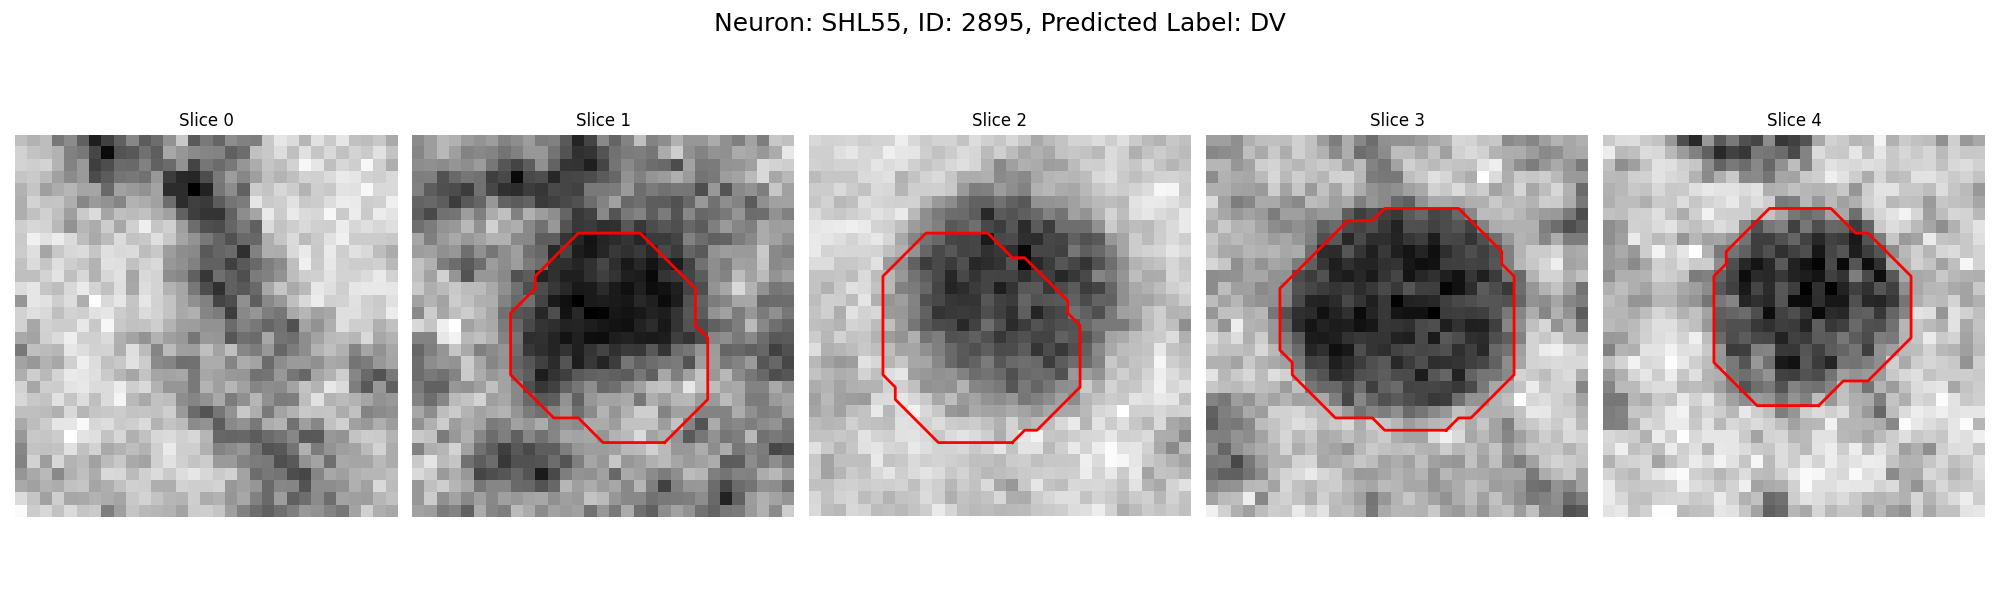 Neuron: SHL55, ID: 2895, Predicted Label: DV
Slice 0
Slice 1
Slice 2
Slice 3
Slice 4